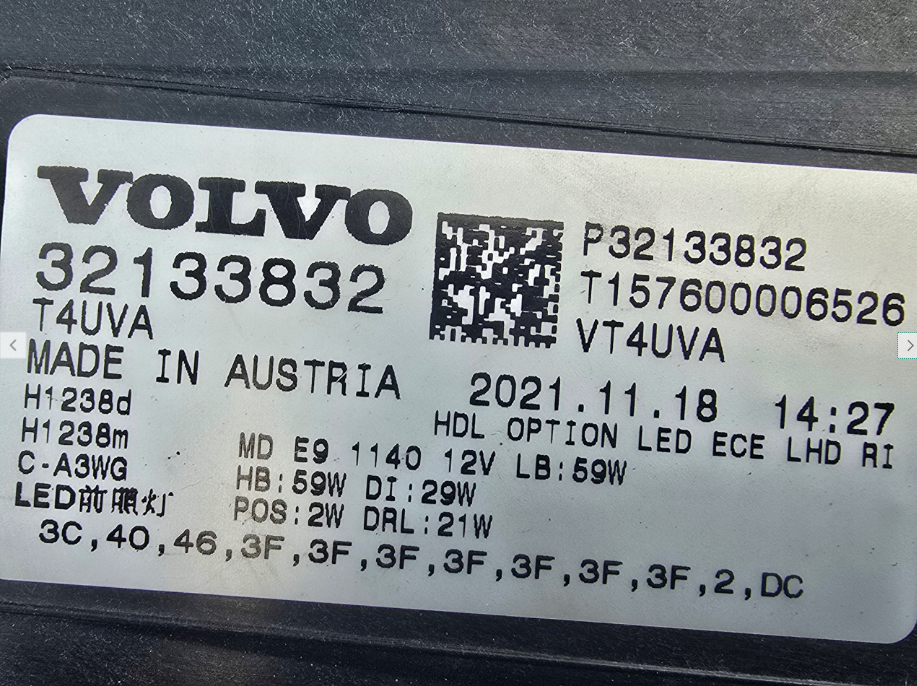 VOLVO
32133832
T4UVA
MADE IN AUSTRIA
P32133832
T157600006526
VT4UVA
2021.11.18 14:27
HDL OPTION LED ECE LHD RI
H1238d
H1238m
C-A3WG
LED前照灯
MD E9 1140 12V LB:59W
HB:59W DI:29W
POS:2W DRL:21W
3C,40,46,3F,3F,3F,3F,3F,3F,3F,2,DC